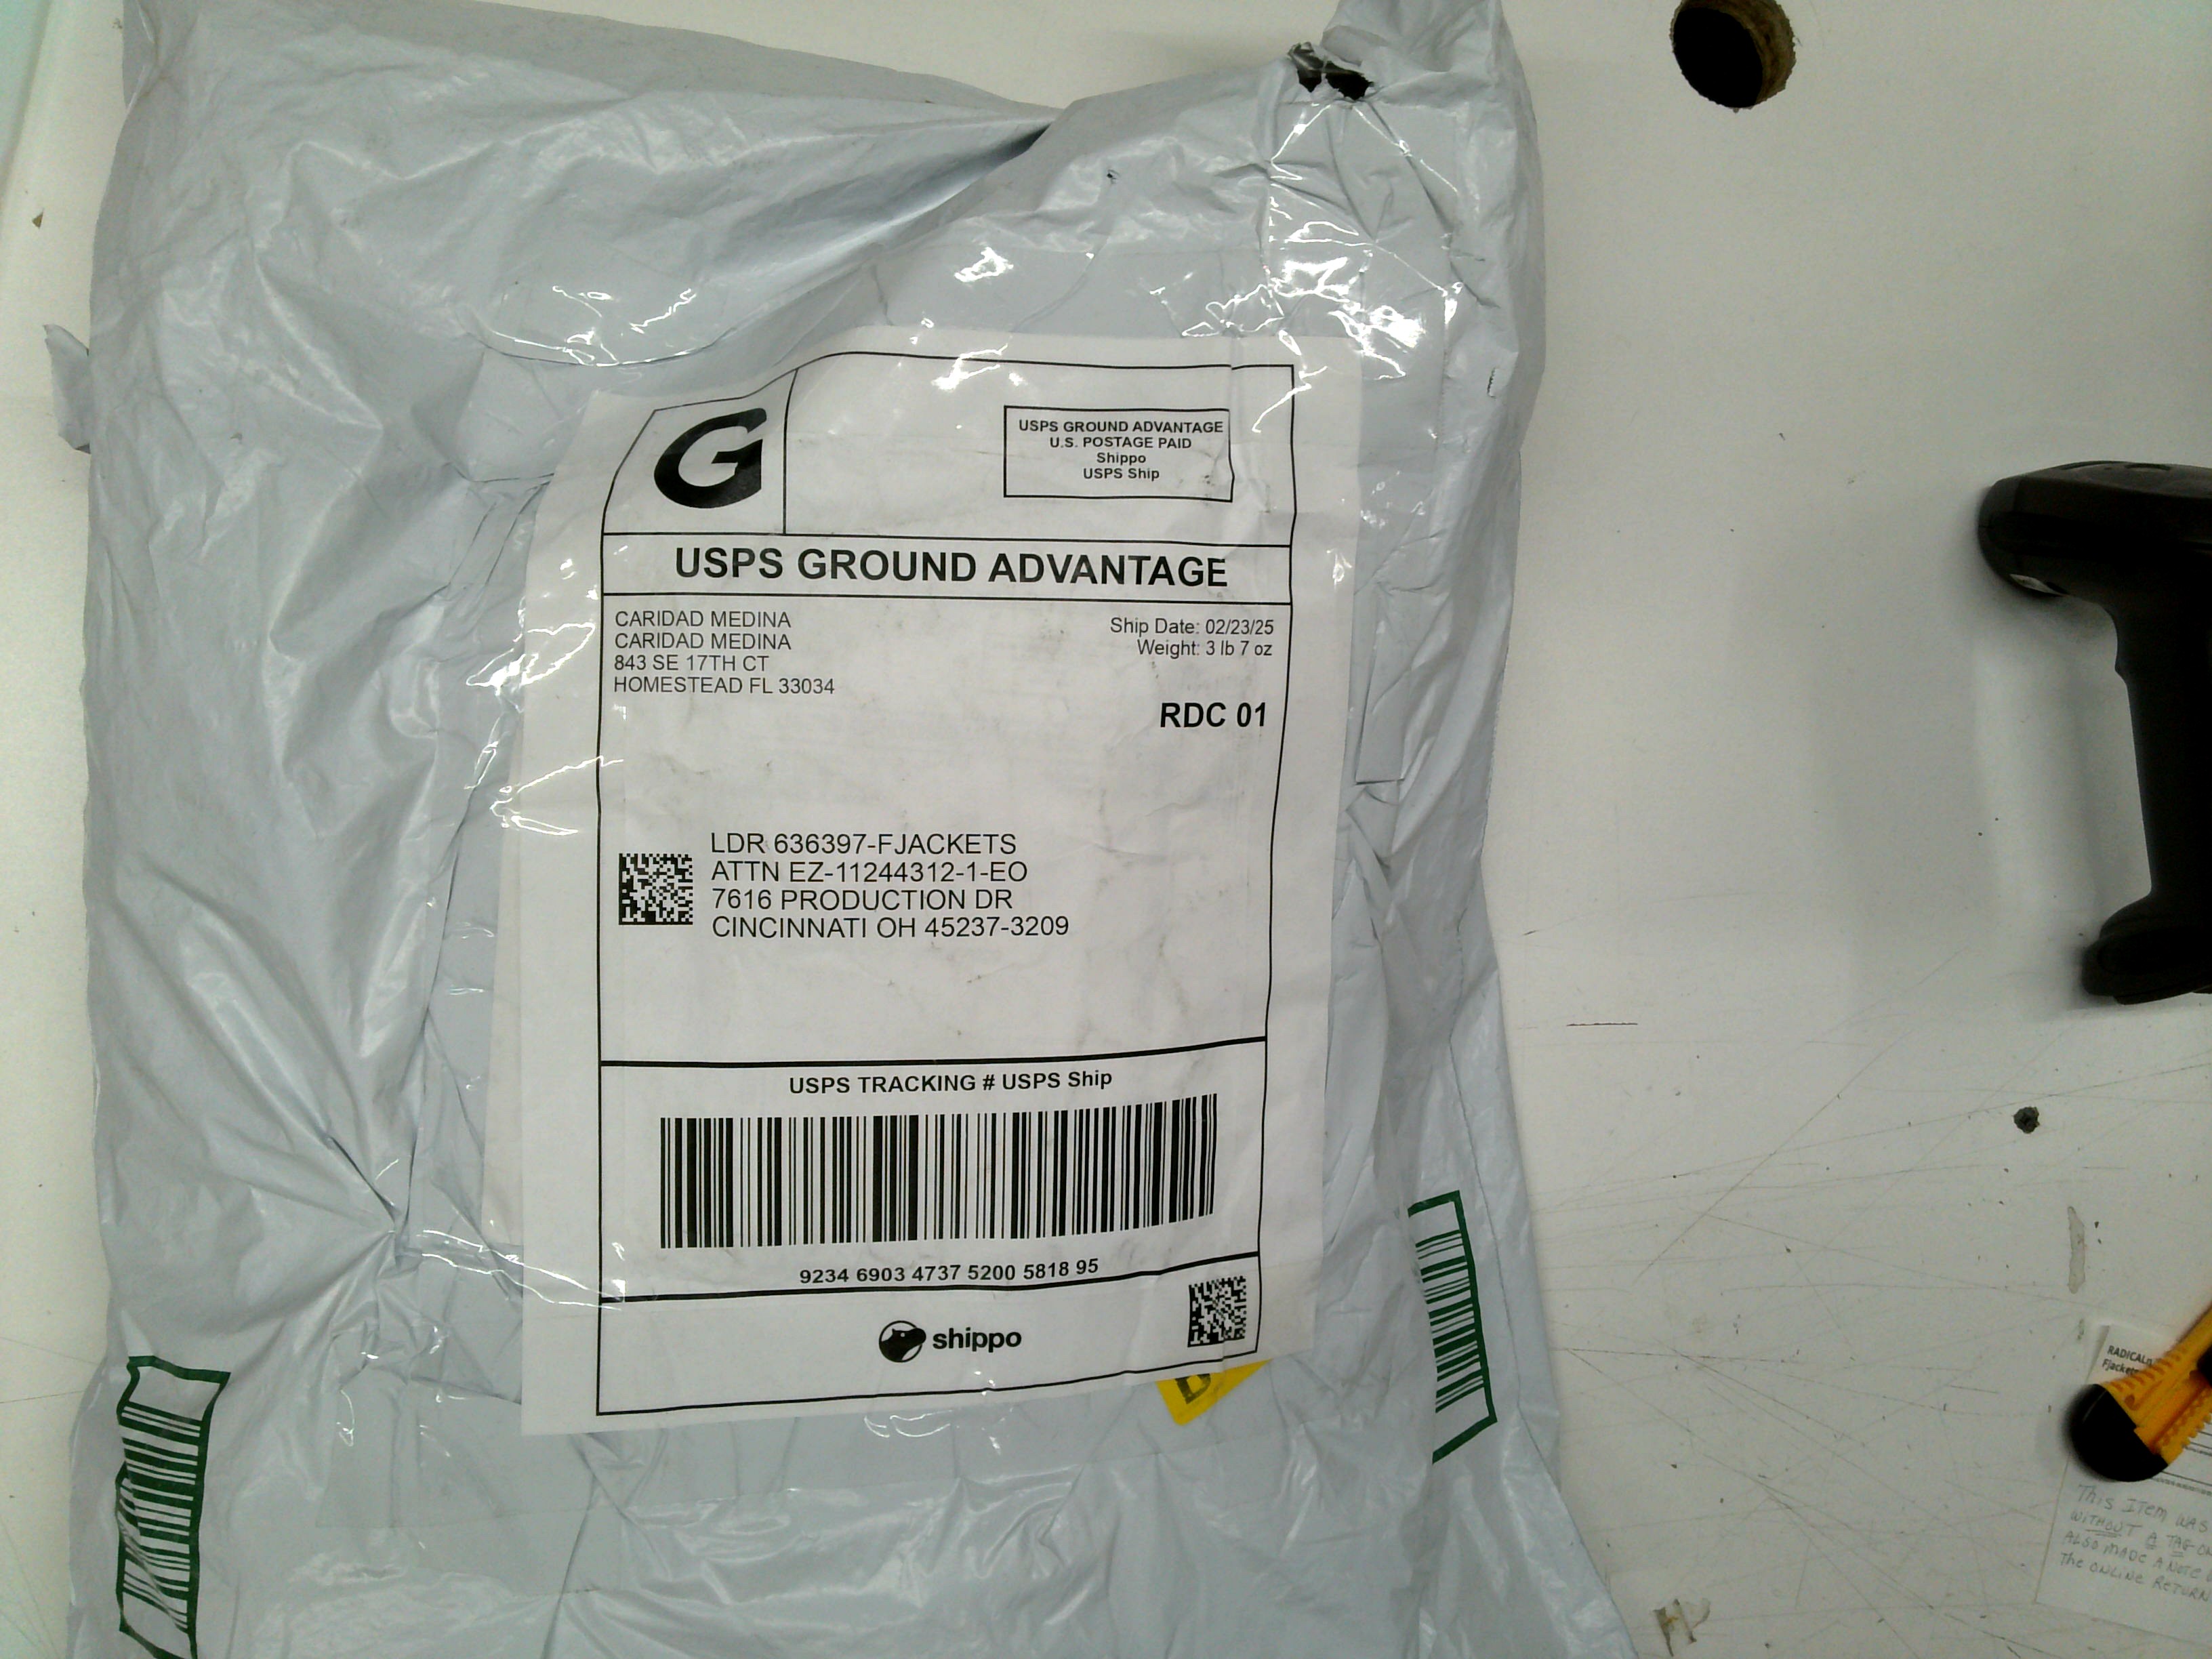 G
USPS GROUND ADVANTAGE
U.S. POSTAGE PAID
Shippo
USPS Ship
USPS GROUND ADVANTAGE
CARIDAD MEDINA
CARIDAD MEDINA
843 SE 17TH CT
HOMESTEAD FL 33034
Ship Date: 02/23/25
Weight: 3 lb 7 oz
RDC 01
LDR 636397-FJACKETS
ATTN EZ-11244312-1-EO
7616 PRODUCTION DR
CINCINNATI OH 45237-3209
USPS TRACKING # USPS Ship
9234 6903 4737 5200 5818 95
shippo
This ITEM WAS
WITHOUT A TAG
ALSO MADE A NOTE
The ONLINE RETURN